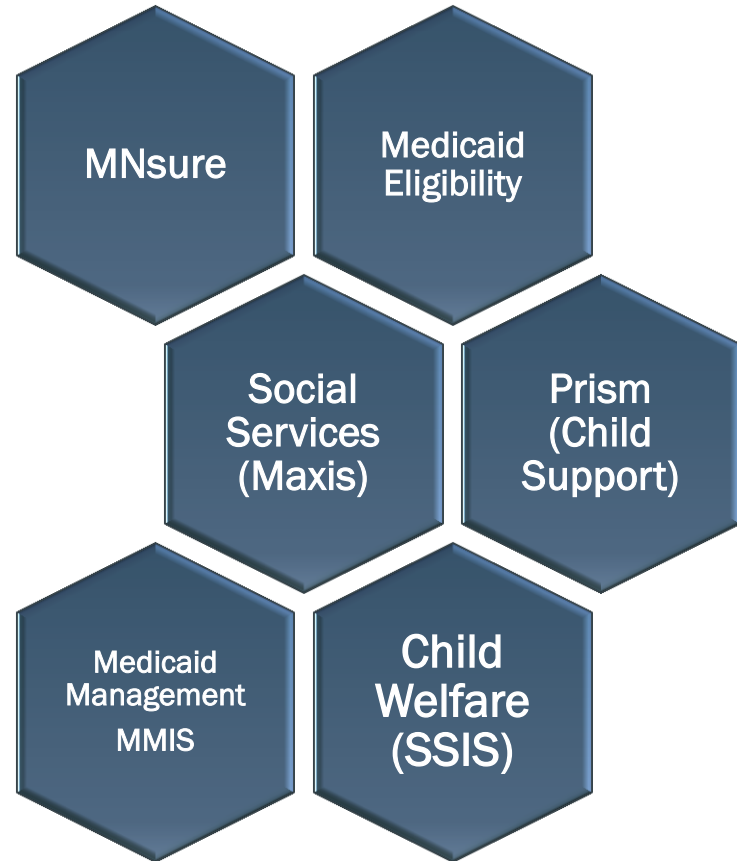 MNsure
Medicaid
Eligibility
Social
Services
(Maxis)
Prism
(Child
Support)
Medicaid
Management
MMIS
Child
Welfare
(SSIS)